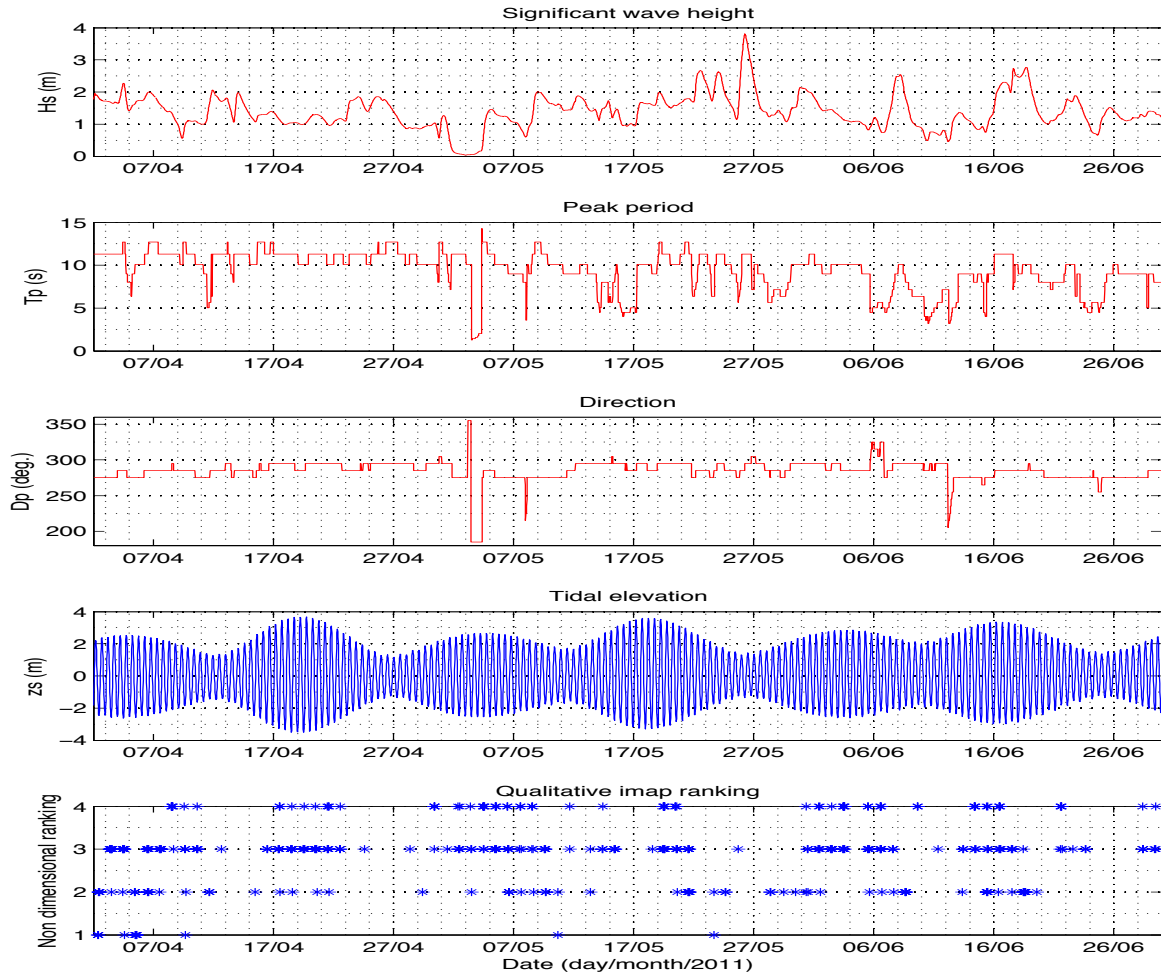 Significant wave height
Hs (m)
4
3
2
1
0
07/04 17/04 27/04 07/05 17/05 27/05 06/06 16/06 26/06
Peak period
Tp (s)
15
10
5
0
07/04 17/04 27/04 07/05 17/05 27/05 06/06 16/06 26/06
Direction
Dp (deg.)
350
300
250
200
07/04 17/04 27/04 07/05 17/05 27/05 06/06 16/06 26/06
Tidal elevation
zs (m)
4
2
0
−2
−4
07/04 17/04 27/04 07/05 17/05 27/05 06/06 16/06 26/06
Qualitative imap ranking
Non dimensional ranking
4
3
2
1
07/04 17/04 27/04 07/05 17/05 27/05 06/06 16/06 26/06
Date (day/month/2011)